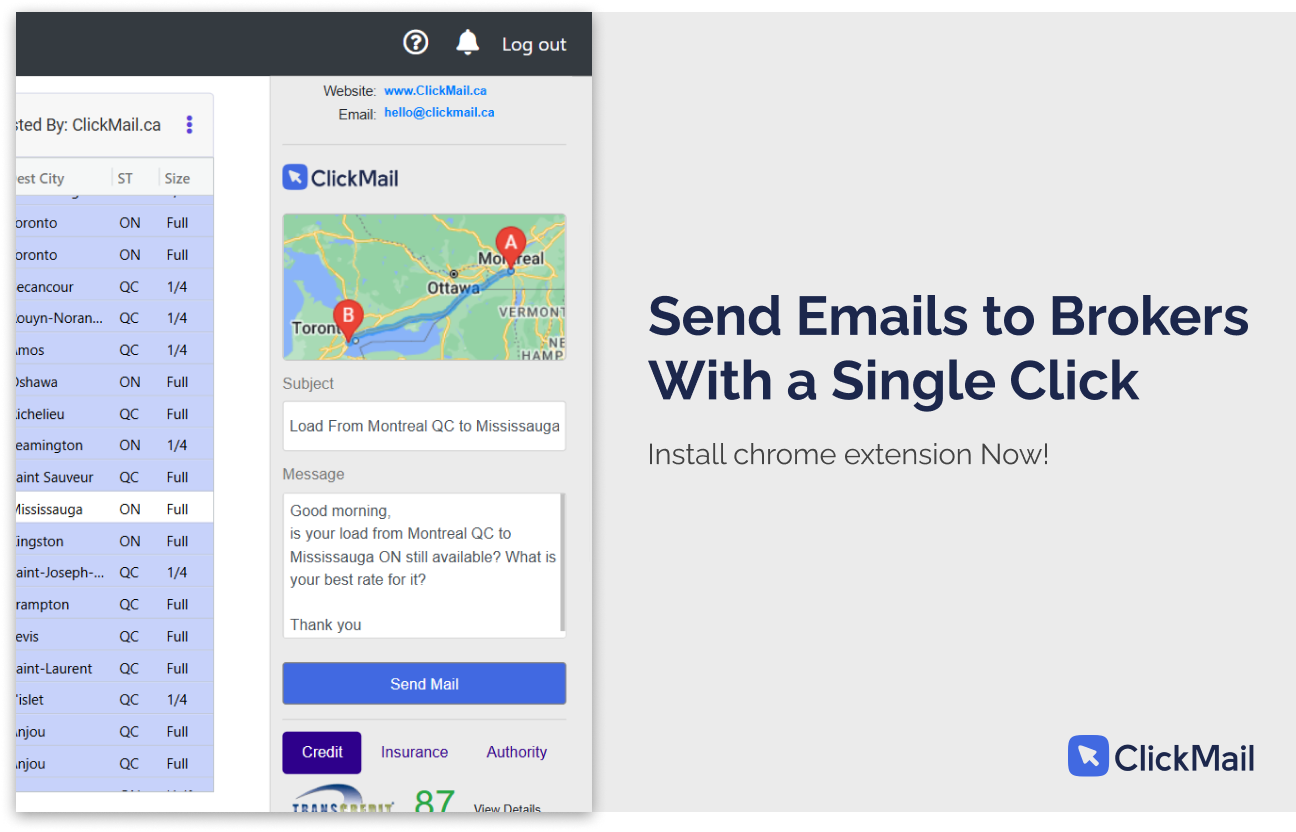 Log out
Website: www.ClickMail.ca
Email: hello@clickmail.ca
sted By: ClickMail.ca
est City ST Size
oronto ON Full
oronto ON Full
ecancour QC 1/4
ouyn-Noran... QC 1/4
mos QC 1/4
Oshawa ON Full
ichelieu QC Full
eamington ON 1/4
aint Sauveur QC Full
Mississauga ON Full
ingston ON Full
aint-Joseph-... QC 1/4
rampton QC Full
evis QC Full
aint-Laurent QC Full
'islet QC 1/4
njou QC Full
njou QC Full
ClickMail
A
Montreal
Ottawa
B
VERMONT
Toront
NE
HAMP
Subject
Load From Montreal QC to Mississauga
Message
Good morning,
is your load from Montreal QC to
Mississauga ON still available? What is
your best rate for it?
Thank you
Send Mail
Credit Insurance Authority
TRANSCREDIT 87 View Details
Send Emails to Brokers
With a Single Click
Install chrome extension Now!
ClickMail